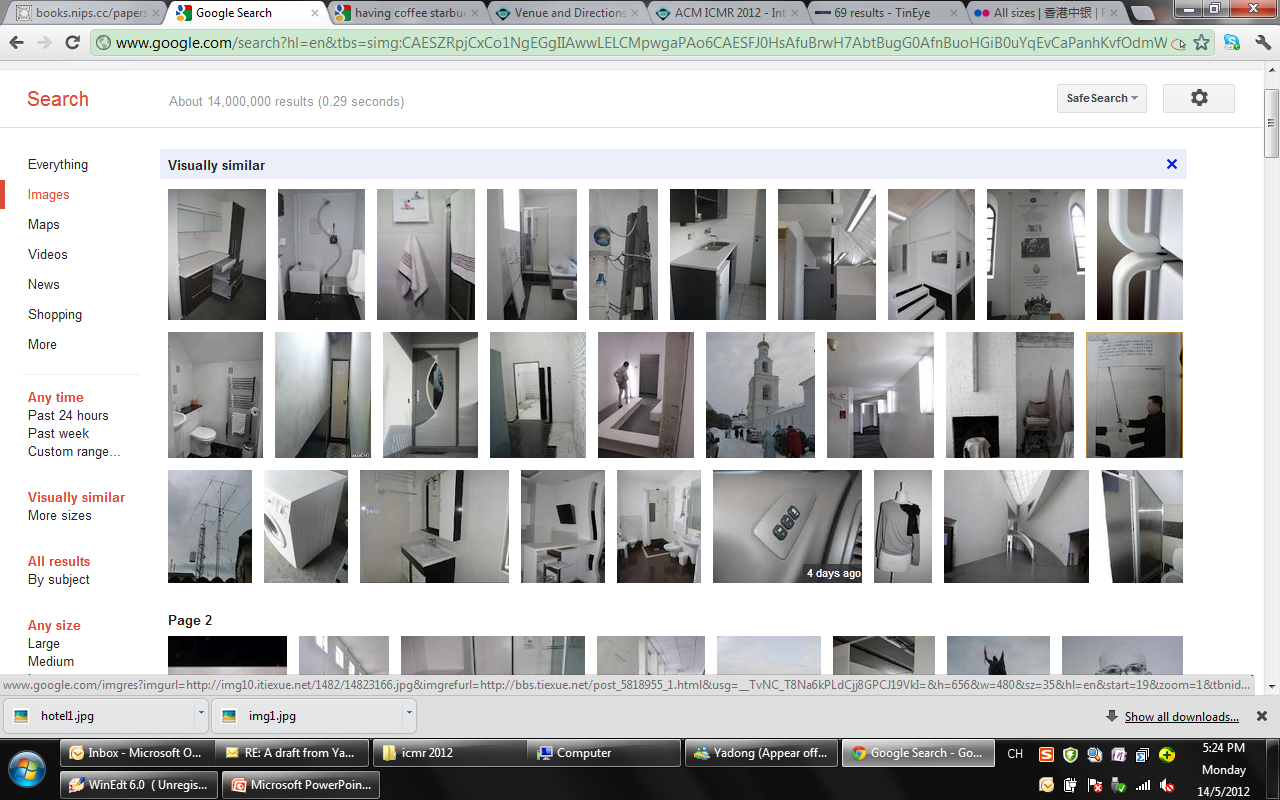 books.nips.cc/papers
Google Search
having coffee starbu
Venue and Directions
ACM ICMR 2012 - Int
69 results - TinEye
All sizes | 香港中银 | F
www.google.com/search?hl=en&tbs=simg:CAESZRpjCxCo1NgEGgIIAwwLELCMpwgaPAo6CAESFJ0HsAfuBrwH7AbtBugG0AfnBuoHGiB0uYqEvCaPanhKvfOdmW
Search
About 14,000,000 results (0.29 seconds)
SafeSearch
Everything
Images
Maps
Videos
News
Shopping
More
Any time
Past 24 hours
Past week
Custom range...
Visually similar
More sizes
All results
By subject
Any size
Large
Medium
Visually similar
4 days ago
Page 2
www.google.com/imgres?imgurl=http://img10.itiexue.net/1482/14823166.jpg&imgrefurl=http://bbs.tiexue.net/post_5818955_1.html&usg=__TvNC_T8Na6kPLdCjj8GPCJ19VkI=&h=656&w=480&sz=35&hl=en&start=19&zoom=1&tbnid...
hotel1.jpg
img1.jpg
Show all downloads...
Inbox - Microsoft O...
RE: A draft from Ya...
icmr 2012
Computer
Yadong (Appear off...
Google Search - Go...
CH
5:24 PM
Monday
14/5/2012
WinEdt 6.0 ( Unregis...
Microsoft PowerPoin...